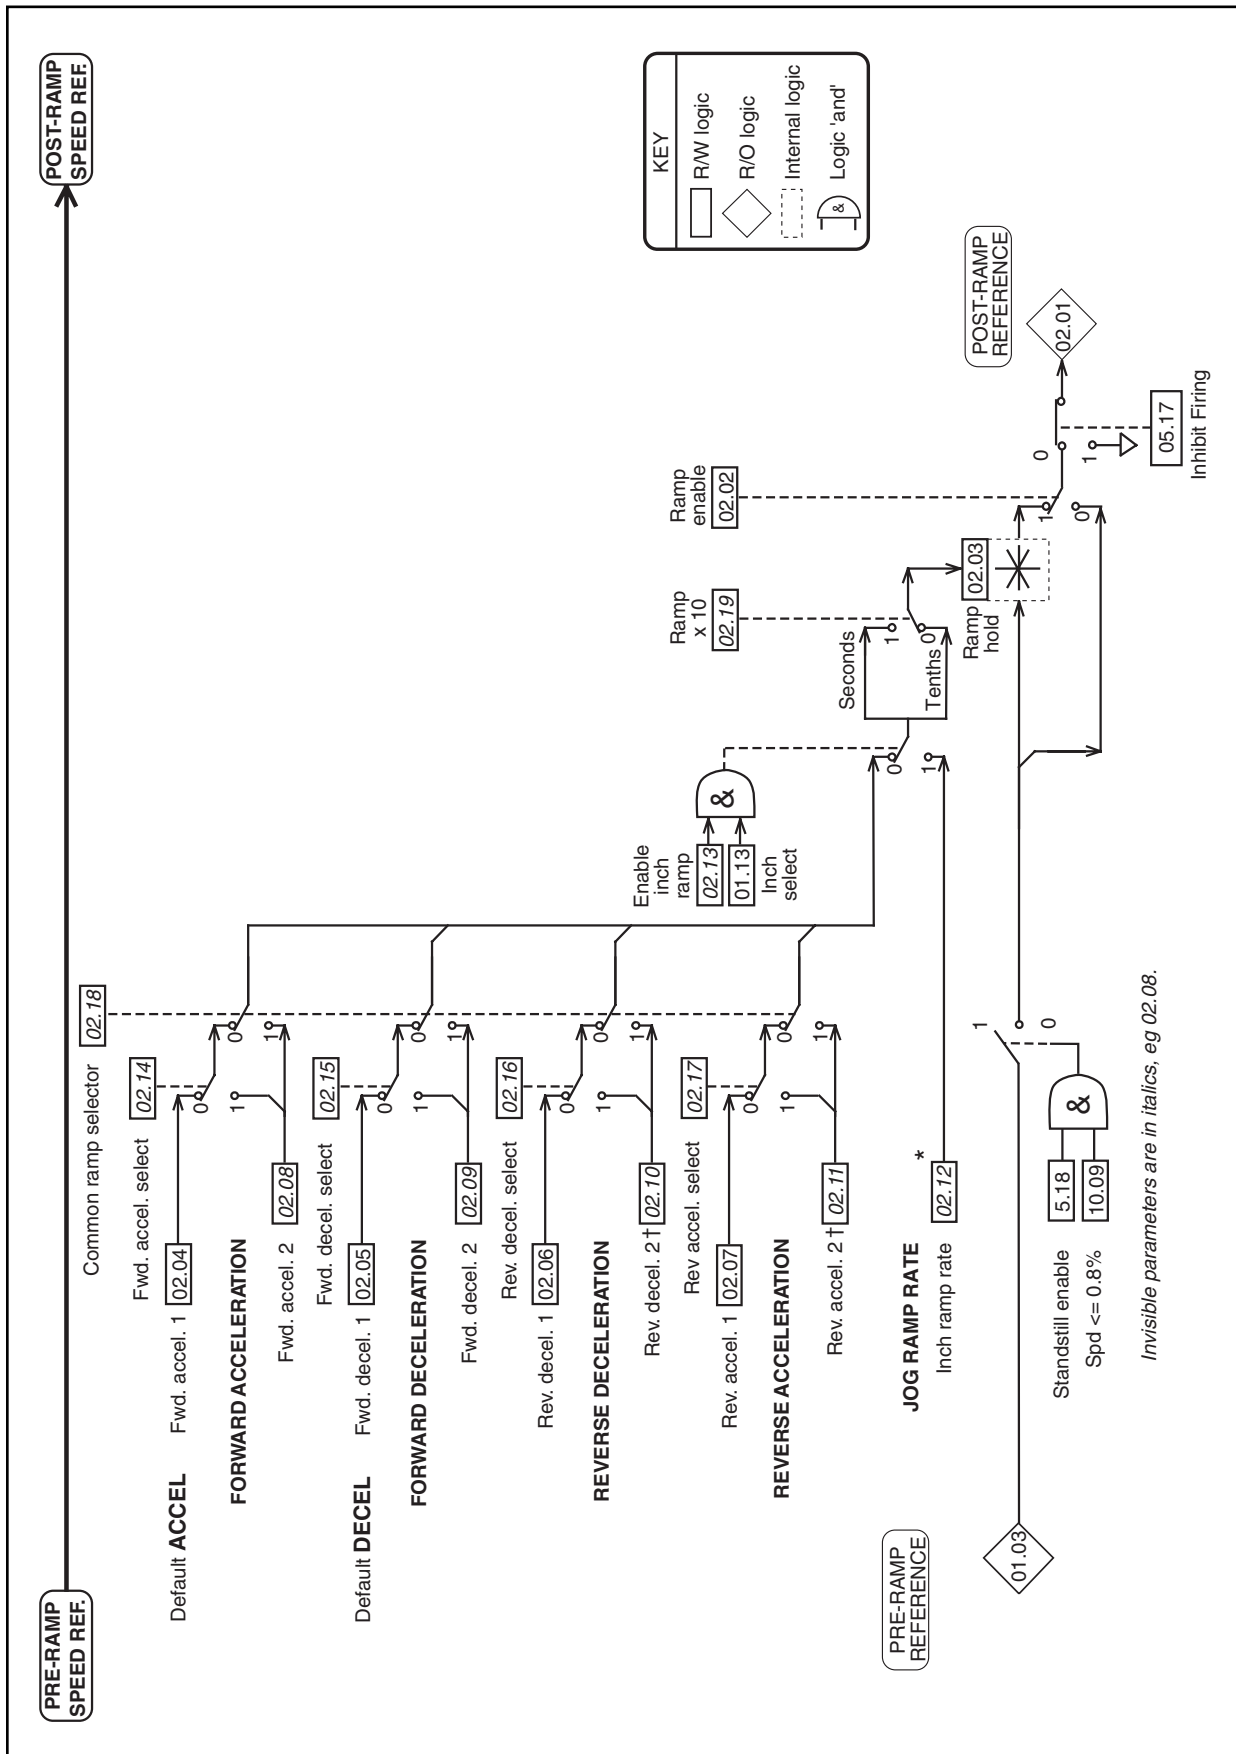 PRE-RAMP
SPEED REF.
POST-RAMP
SPEED REF.
Common ramp selector 02.18
Fwd. accel. select 02.14
Default ACCEL Fwd. accel. 1 02.04
0
1
0
1
FORWARD ACCELERATION
Fwd. accel. 2 02.08
Fwd. decel. select 02.15
Default DECEL Fwd. decel. 1 02.05
0
1
0
1
FORWARD DECELERATION
Fwd. decel. 2 02.09
Rev. decel. select 02.16
Rev. decel. 1 02.06
0
1
0
1
REVERSE DECELERATION
Rev. decel. 2 † 02.10
Rev accel. select 02.17
Rev. accel. 1 02.07
0
1
0
1
REVERSE ACCELERATION
Rev. accel. 2 † 02.11
JOG RAMP RATE
Inch ramp rate 02.12 *
Enable
inch
ramp
02.13
01.13
Inch
select
&
0
1
Seconds
Tenths
Ramp
x 10
02.19
1
0
Ramp
enable
02.02
02.03
Ramp
hold
1
0
0
1
05.17
Inhibit Firing
POST-RAMP
REFERENCE
02.01
PRE-RAMP
REFERENCE
01.03
1
0
Standstill enable 5.18
Spd <= 0.8% 10.09
&
Invisible parameters are in italics, eg 02.08.
KEY
R/W logic
R/O logic
Internal logic
& Logic 'and'